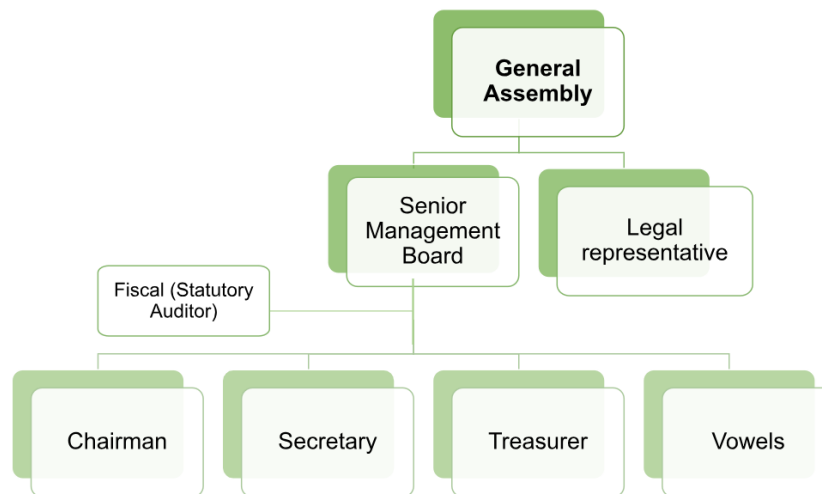 General
Assembly
Senior
Management
Board
Legal
representative
Fiscal (Statutory
Auditor)
Chairman
Secretary
Treasurer
Vowels